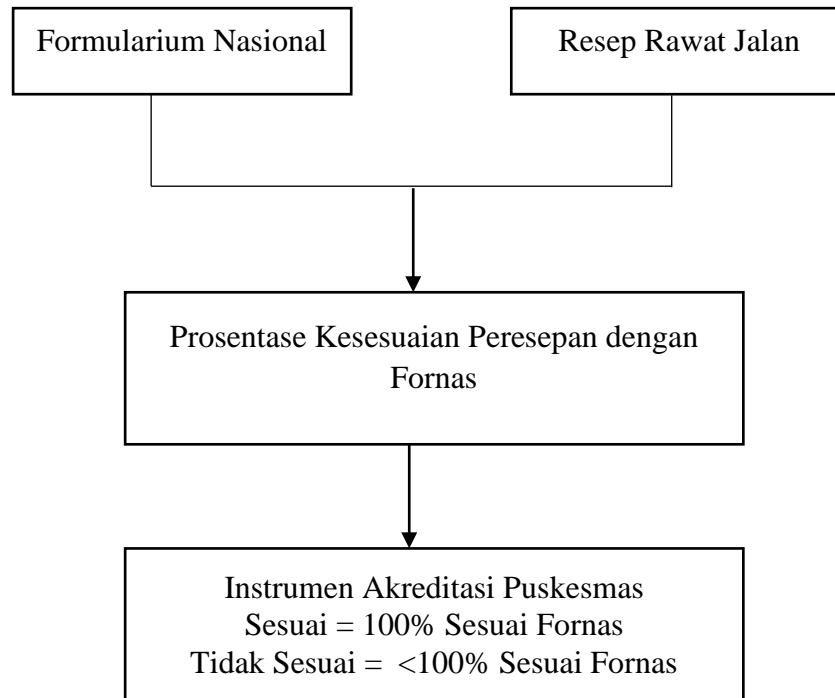 Formularium Nasional
Resep Rawat Jalan
Prosentase Kesesuaian Peresepan dengan
Fornas
Instrumen Akreditasi Puskesmas
Sesuai = 100% Sesuai Fornas
Tidak Sesuai = <100% Sesuai Fornas